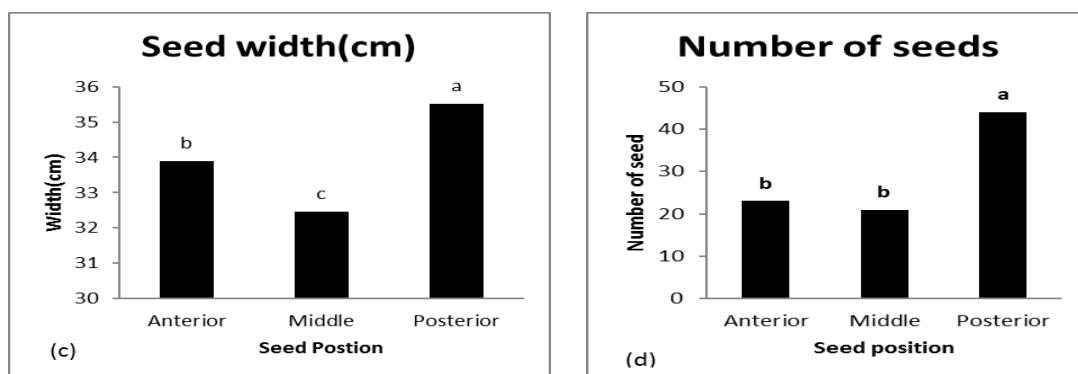 Seed width(cm)
36
35
34
33
32
31
30
Width(cm)
b
c
a
Anterior Middle Posterior
Seed Postion
(c)
Number of seeds
50
40
30
20
10
0
Number of seed
b
b
a
Anterior Middle Posterior
Seed position
(d)